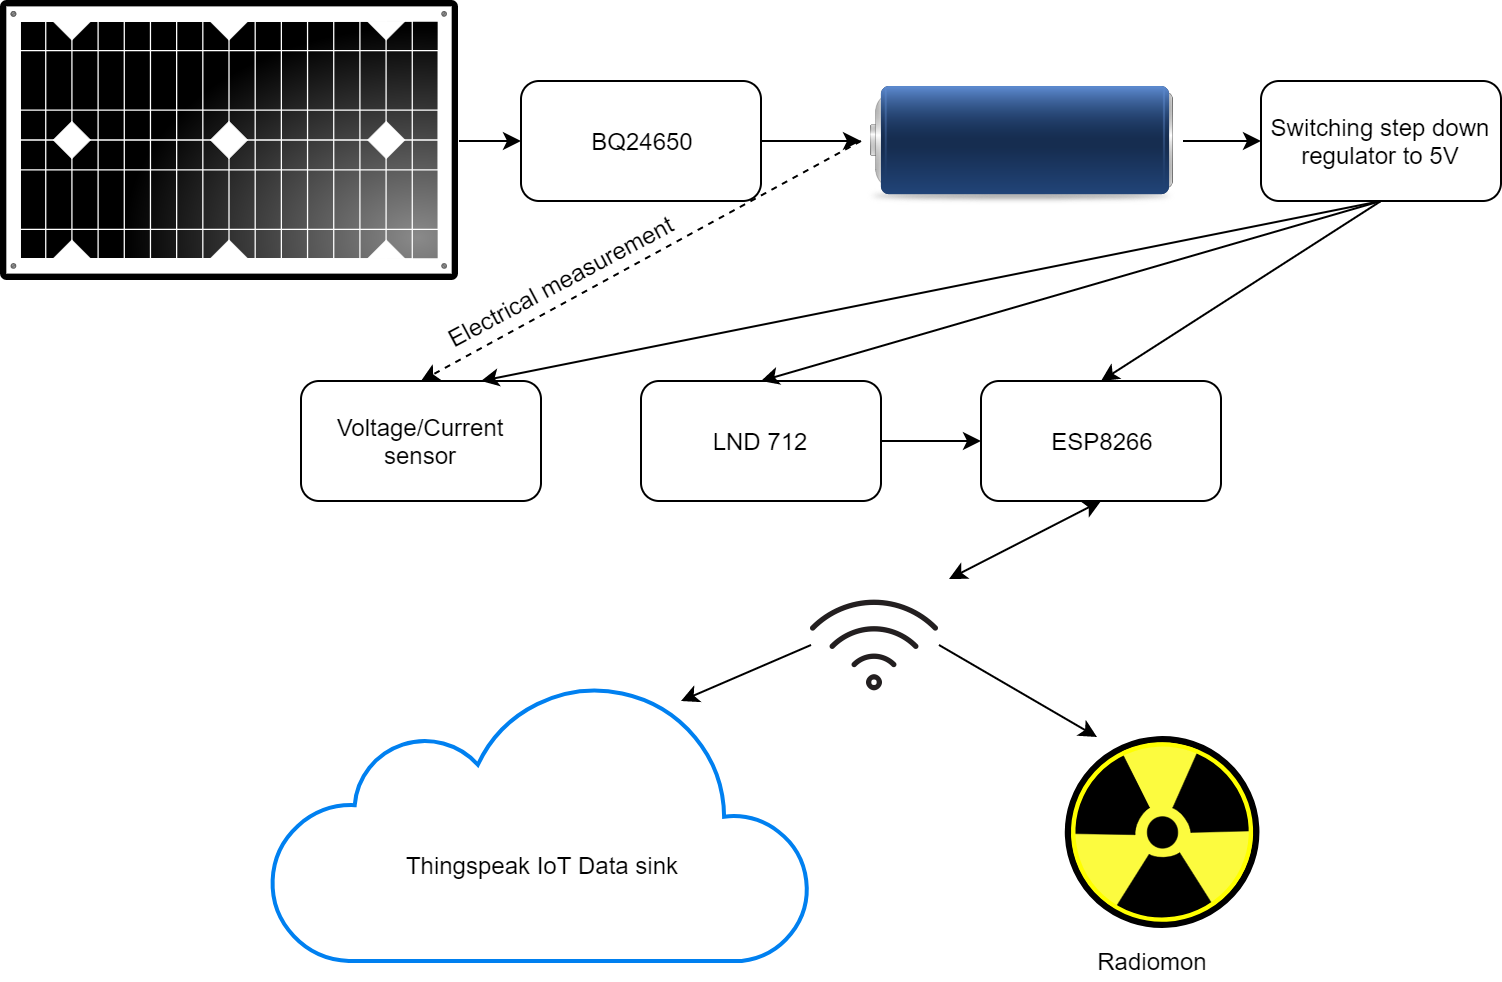 BQ24650
Switching step down
regulator to 5V
Electrical measurement
Voltage/Current
sensor
LND 712
ESP8266
Thingspeak IoT Data sink
Radiomon